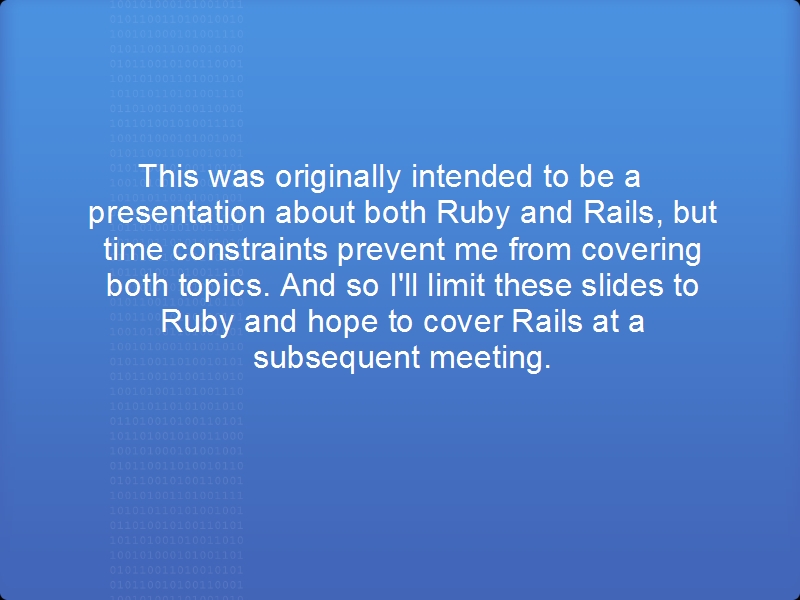 This was originally intended to be a
presentation about both Ruby and Rails, but
time constraints prevent me from covering
both topics. And so I'll limit these slides to
Ruby and hope to cover Rails at a
subsequent meeting.